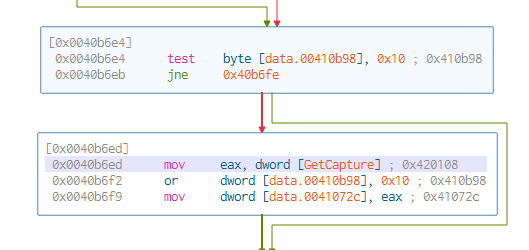 [0x0040b6e4]
0x0040b6e4 test byte [data.00410b98], 0x10 ; 0x410b98
0x0040b6eb jne 0x40b6fe
[0x0040b6ed]
0x0040b6ed mov eax, dword [GetCapture] ; 0x420108
0x0040b6f2 or dword [data.00410b98], 0x10 ; 0x410b98
0x0040b6f9 mov dword [data.0041072c], eax ; 0x41072c